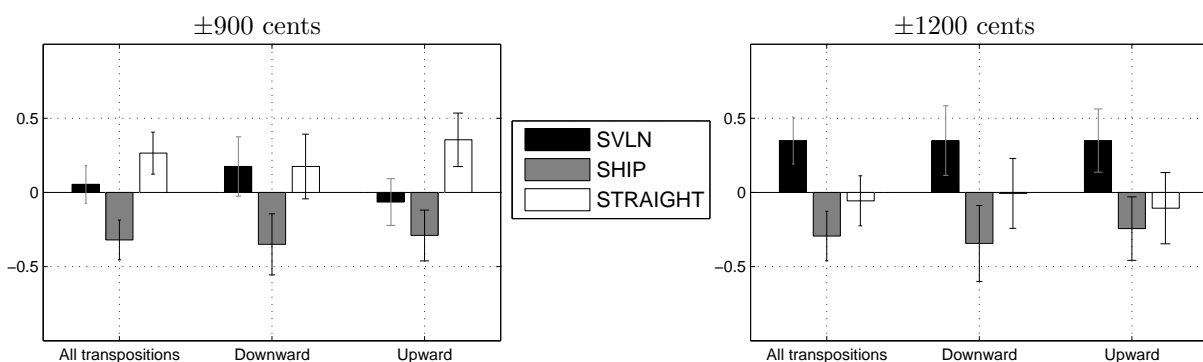 ±900 cents
0.5
0
−0.5
All transpositions Downward Upward
SVLN
SHIP
STRAIGHT
±1200 cents
0.5
0
−0.5
All transpositions Downward Upward